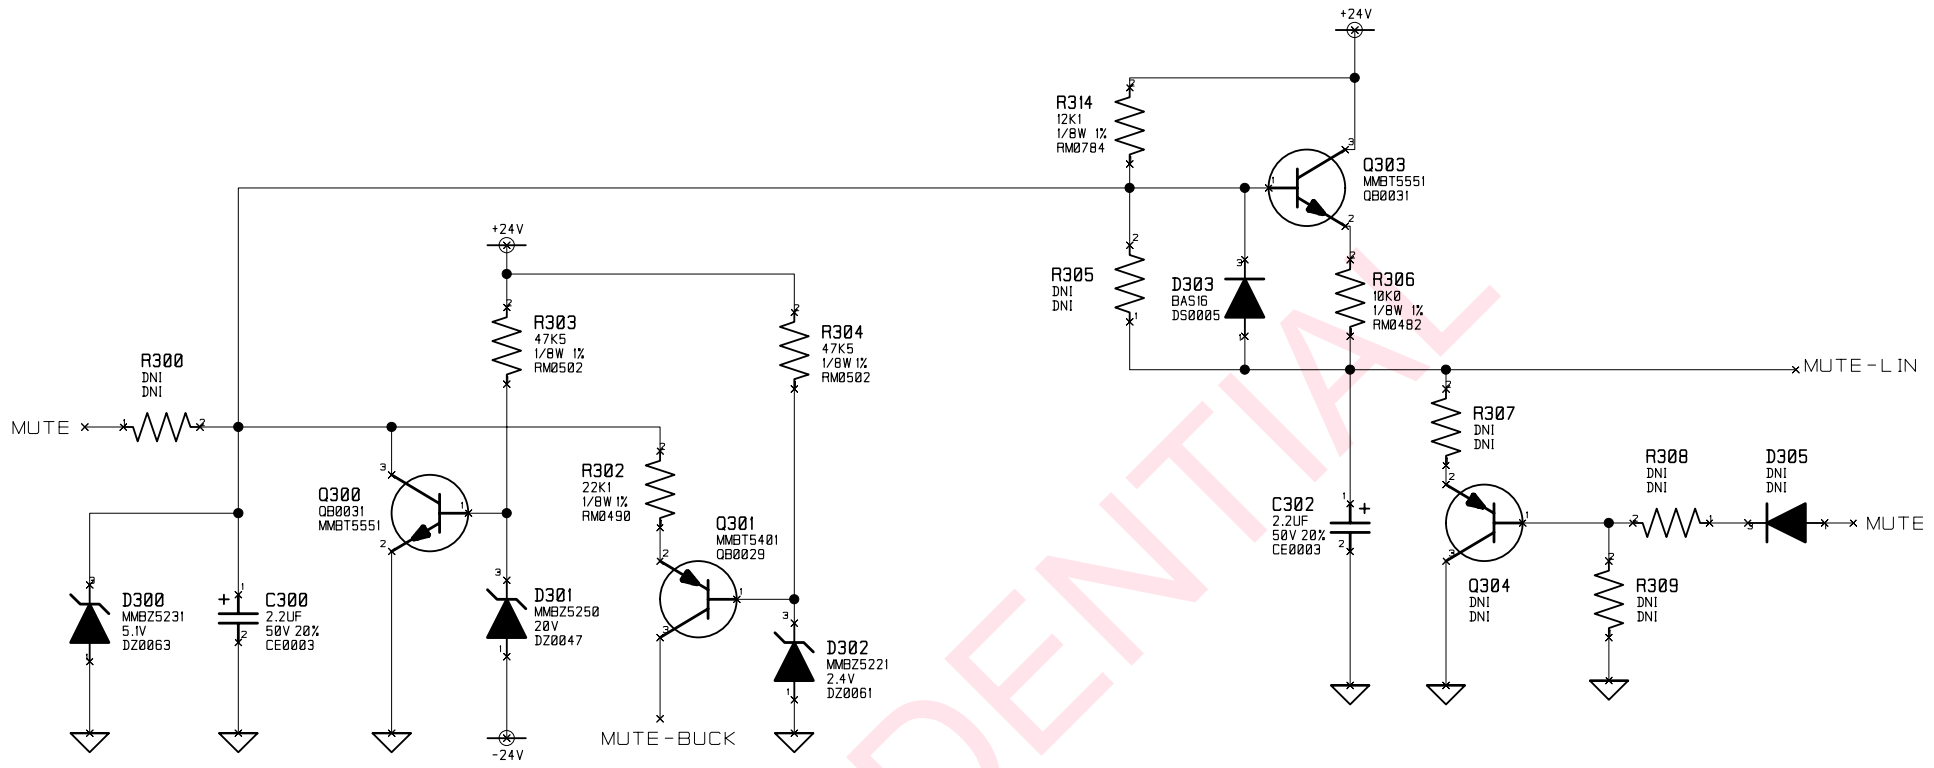 +24V
R314
12K1
1/8W 1%
RM0784
Q303
MMBT5551
QB0031
+24V
R305
DNI
DNI
D303
BAS16
DS0005
R306
10K0
1/8W 1%
RM0482
R303
47K5
1/8W 1%
RM0502
R304
47K5
1/8W 1%
RM0502
R300
DNI
DNI
MUTE
MUTE-LIN
R307
DNI
DNI
R302
22K1
1/8W 1%
RM0490
Q300
QB0031
MMBT5551
Q301
MMBT5401
QB0029
R308
DNI
DNI
D305
DNI
DNI
MUTE
C302
2.2UF
50V 20%
CE0003
Q304
DNI
DNI
R309
DNI
DNI
D300
MMBZ5231
5.1V
DZ0063
C300
2.2UF
50V 20%
CE0003
D301
MMBZ5250
20V
DZ0047
D302
MMBZ5221
2.4V
DZ0061
MUTE-BUCK
-24V
DENTIAL